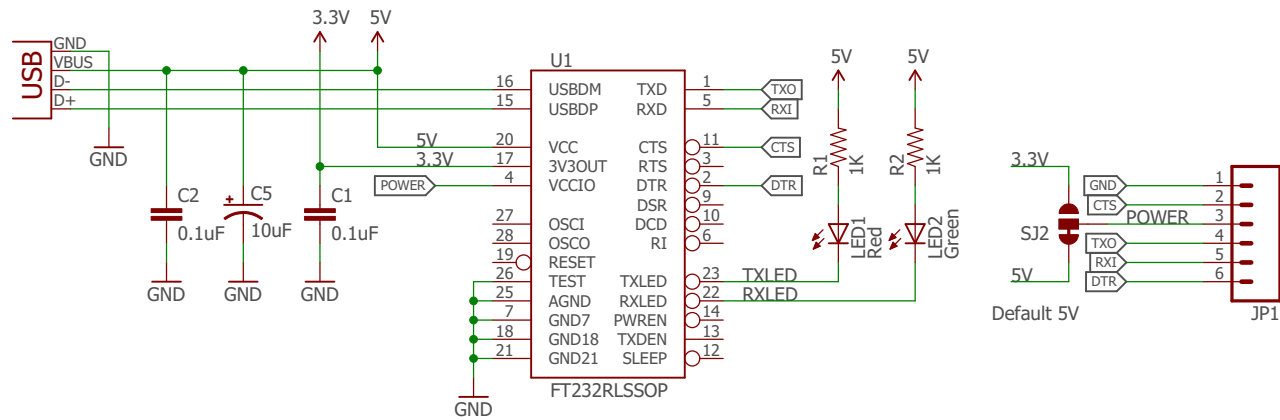 3.3V 5V
USB
GND
VBUS
D-
D+
GND
C2
0.1uF
GND
C5
10uF
GND
C1
0.1uF
GND
5V
3.3V
POWER
U1
16 USBDM TXD 1 TXO
15 USBDP RXD 5 RXI
20 VCC CTS 11 CTS
17 3V3OUT RTS 3
4 VCCIO DTR 2 DTR
DSR 9
27 OSCI DCD 10
28 OSCO RI 6
19 RESET
26 TEST TXLED 23 TXLED
25 AGND RXLED 22 RXLED
7 GND7 PWREN 14
18 GND18 TXDEN 13
21 GND21 SLEEP 12
FT232RLSSOP
GND
5V 5V
R1
1K
R2
1K
LED1
Red
LED2
Green
3.3V
SJ2
5V
Default 5V
POWER
GND 1
CTS 2
3
TXO 4
RXI 5
DTR 6
JP1